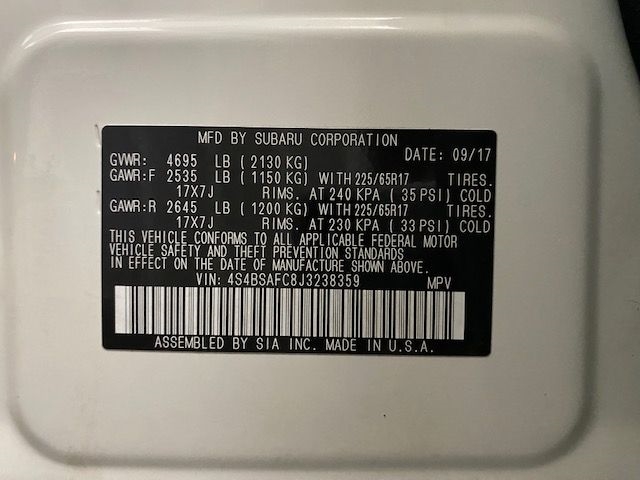 MFD BY SUBARU CORPORATION
DATE: 09/17
GVWR: 4695 LB ( 2130 KG)
GAWR:F 2535 LB ( 1150 KG) WITH 225/65R17 TIRES.
17X7J RIMS. AT 240 KPA ( 35 PSI) COLD
GAWR:R 2645 LB ( 1200 KG) WITH 225/65R17 TIRES.
17X7J RIMS. AT 230 KPA ( 33 PSI) COLD
THIS VEHICLE CONFORMS TO ALL APPLICABLE FEDERAL MOTOR
VEHICLE SAFETY AND THEFT PREVENTION STANDARDS
IN EFFECT ON THE DATE OF MANUFACTURE SHOWN ABOVE.
VIN: 4S4BSAFC8J3238359 MPV
ASSEMBLED BY SIA INC. MADE IN U.S.A.